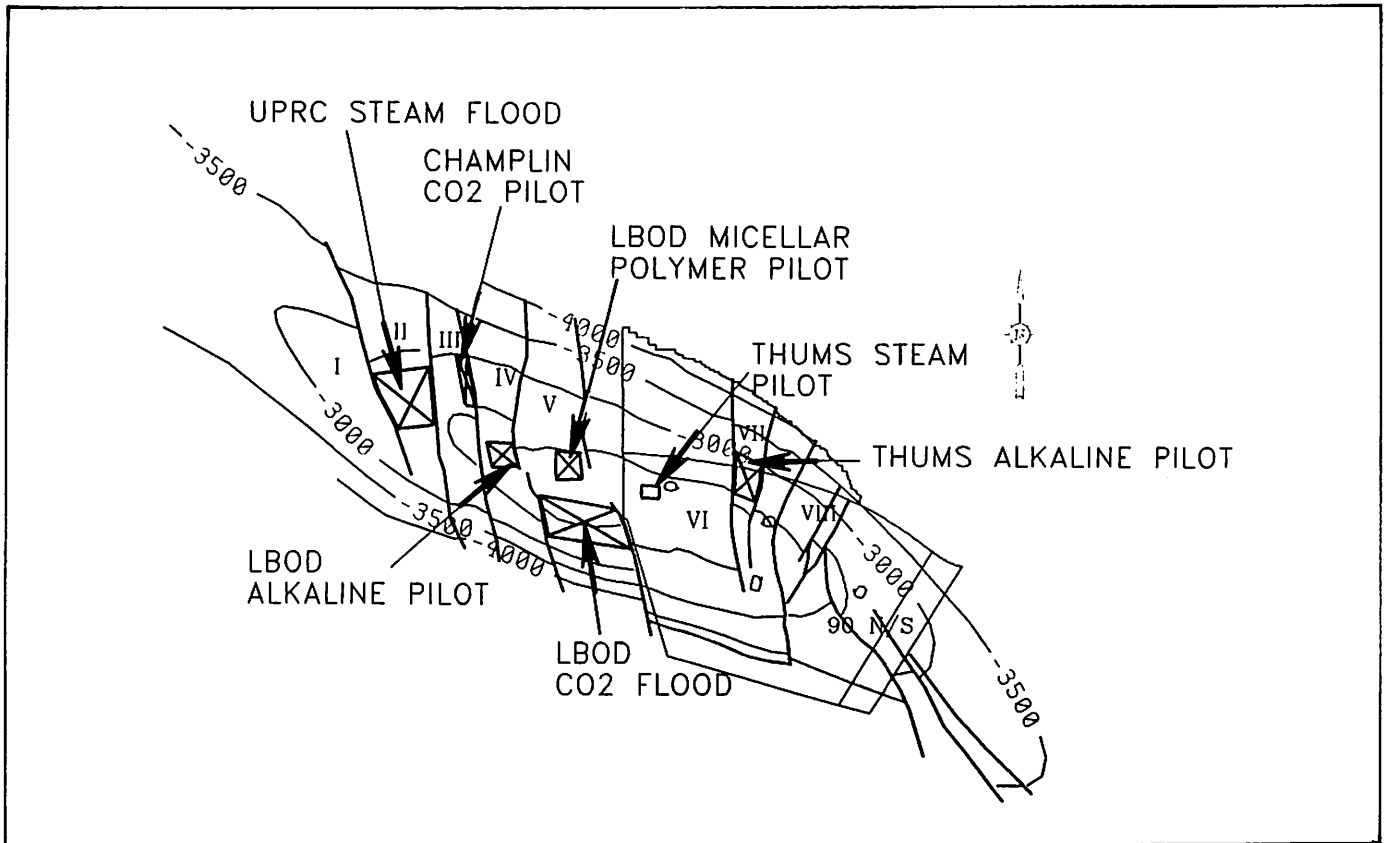 UPRC STEAM FLOOD
CHAMPLIN
CO2 PILOT
LBOD MICELLAR
POLYMER PILOT
THUMS STEAM
PILOT
THUMS ALKALINE PILOT
LBOD
ALKALINE PILOT
LBOD
CO2 FLOOD
-3500
-4000
-3500
-3000
-3000
-3500
-4000
-3000
-3500
I
II
III
IV
V
VI
VII
VIII
90 N/S